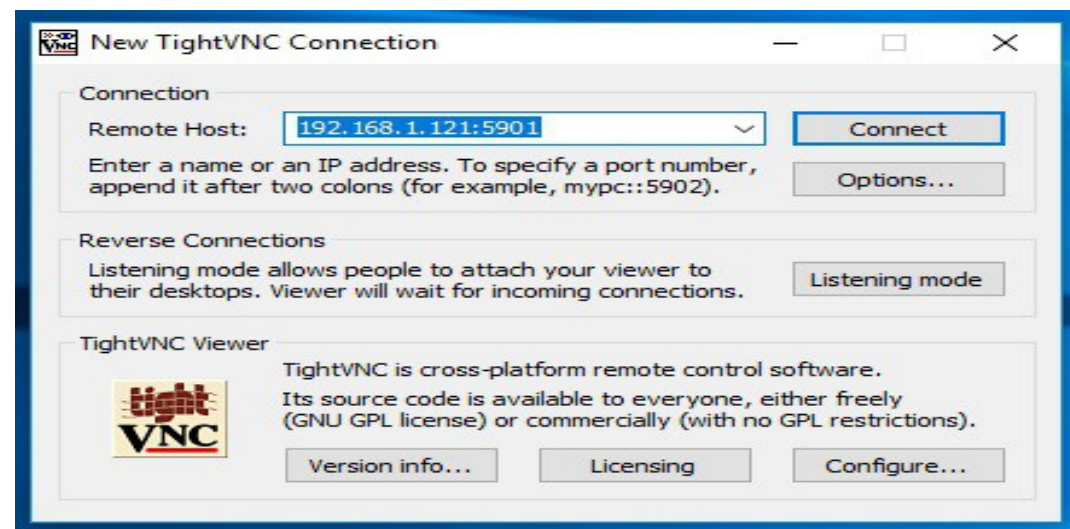 New TightVNC Connection
Connection
Remote Host: 192.168.1.121:5901 Connect
Enter a name or an IP address. To specify a port number,
append it after two colons (for example, mypc::5902).
Options...
Reverse Connections
Listening mode allows people to attach your viewer to
their desktops. Viewer will wait for incoming connections.
Listening mode
TightVNC Viewer
tight
VNC
TightVNC is cross-platform remote control software.
Its source code is available to everyone, either freely
(GNU GPL license) or commercially (with no GPL restrictions).
Version info... Licensing Configure...